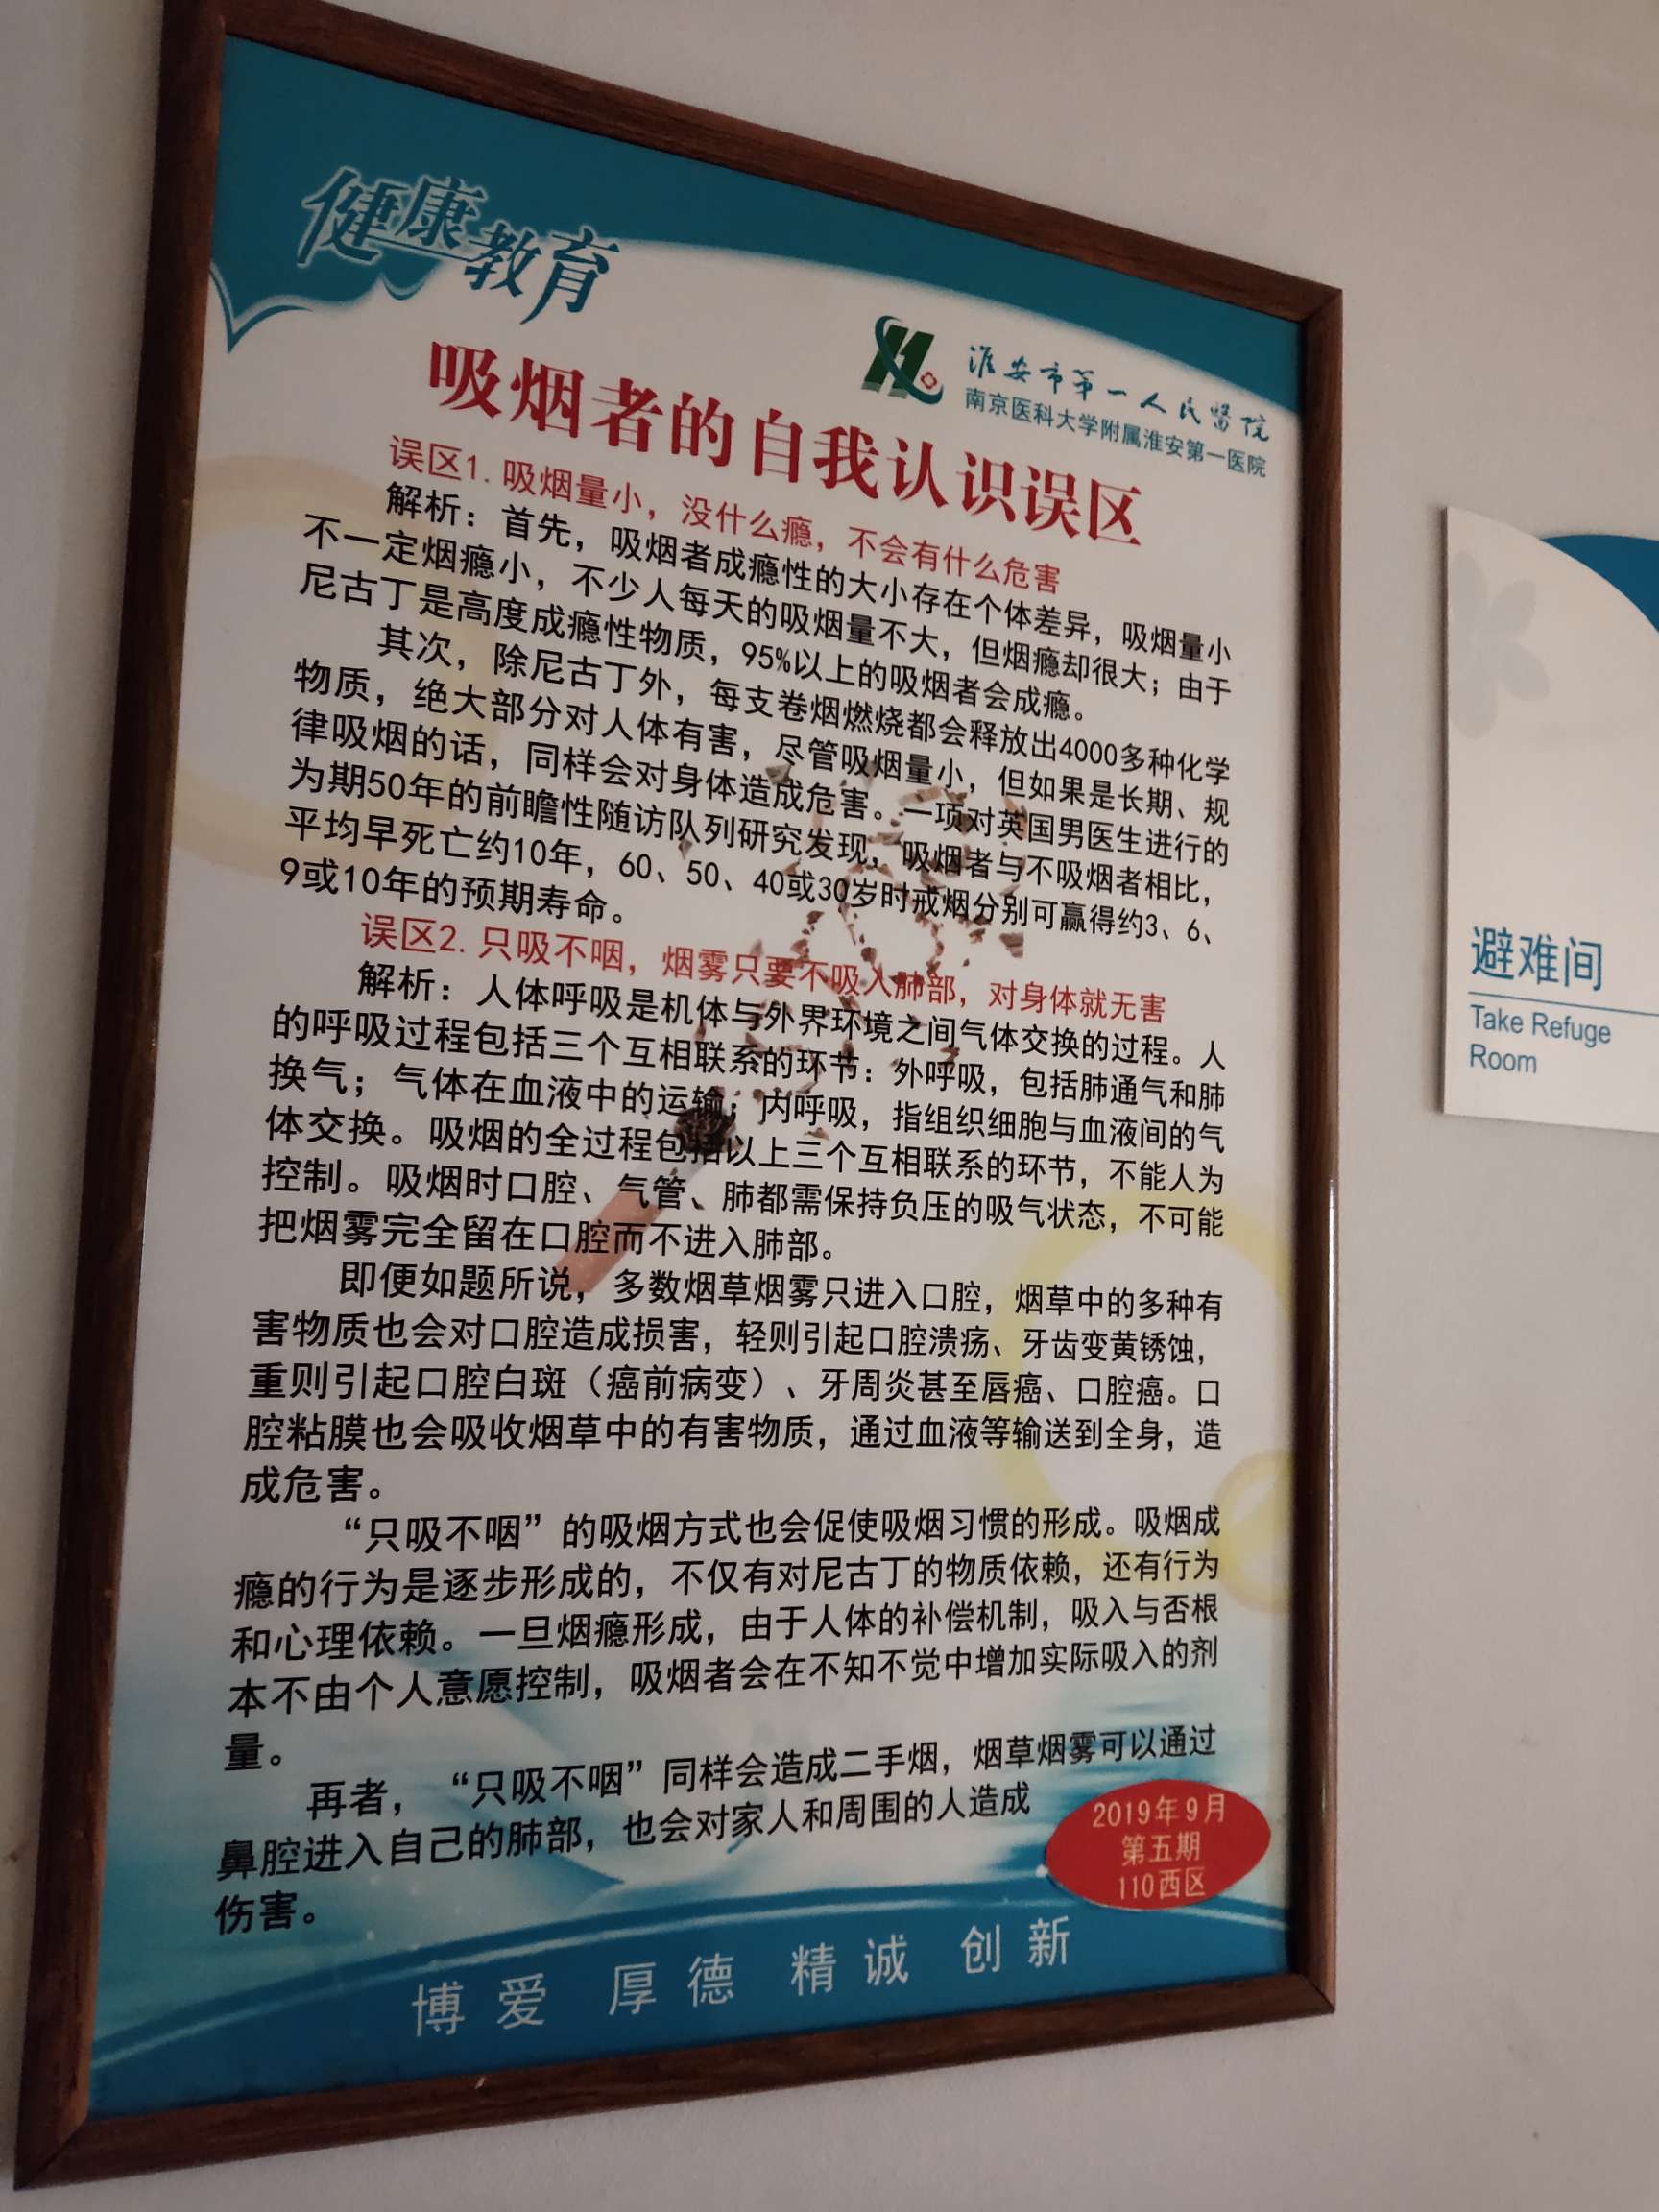 健康教育
淮安市第一人民醫院
南京医科大学附属淮安第一医院
吸烟者的自我认识误区
误区1.吸烟量小，没什么瘾，不会有什么危害
解析：首先，吸烟者成瘾性的大小存在个体差异，吸烟量小
不一定烟瘾小，不少人每天的吸烟量不大，但烟瘾却很大；由于
尼古丁是高度成瘾性物质，95%以上的吸烟者会成瘾。
其次，除尼古丁外，每支卷烟燃烧都会释放出4000多种化学
物质，绝大部分对人体有害，尽管吸烟量小，但如果是长期、规
律吸烟的话，同样会对身体造成危害。一项对英国男医生进行的
为期50年的前瞻性随访队列研究发现，吸烟者与不吸烟者相比，
平均早死亡约10年，60、50、40或30岁时戒烟分别可赢得约3、6、
9或10年的预期寿命。
误区2.只吸不咽，烟雾只要不吸入肺部，对身体就无害
解析：人体呼吸是机体与外界环境之间气体交换的过程。人
的呼吸过程包括三个互相联系的环节：外呼吸，包括肺通气和肺
换气；气体在血液中的运输；内呼吸，指组织细胞与血液间的气
体交换。吸烟的全过程包括以上三个互相联系的环节，不能人为
控制。吸烟时口腔、气管、肺都需保持负压的吸气状态，不可能
把烟雾完全留在口腔而不进入肺部。
即便如题所说，多数烟草烟雾只进入口腔，烟草中的多种有
害物质也会对口腔造成损害，轻则引起口腔溃疡、牙齿变黄锈蚀，
重则引起口腔白斑（癌前病变）、牙周炎甚至唇癌、口腔癌。口
腔粘膜也会吸收烟草中的有害物质，通过血液等输送到全身，造
成危害。
“只吸不咽”的吸烟方式也会促使吸烟习惯的形成。吸烟成
瘾的行为是逐步形成的，不仅有对尼古丁的物质依赖，还有行为
和心理依赖。一旦烟瘾形成，由于人体的补偿机制，吸入与否根
本不由个人意愿控制，吸烟者会在不知不觉中增加实际吸入的剂
量。
再者，“只吸不咽”同样会造成二手烟，烟草烟雾可以通过
鼻腔进入自己的肺部，也会对家人和周围的人造成
伤害。
2019年9月
第五期
110西区
博爱 厚德 精诚 创新
避难间
Take Refuge
Room